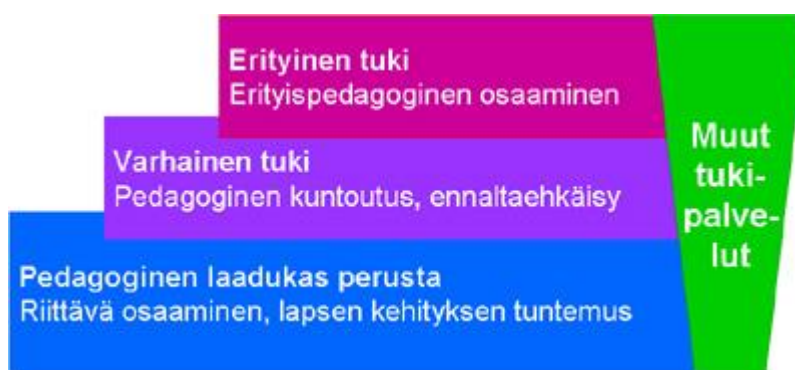 Erityinen tuki
Erityispedagoginen osaaminen
Varhainen tuki
Pedagoginen kuntoutus, ennaltaehkäisy
Pedagoginen laadukas perusta
Riittävä osaaminen, lapsen kehityksen tuntemus
Muut
tuki-
palve-
lut